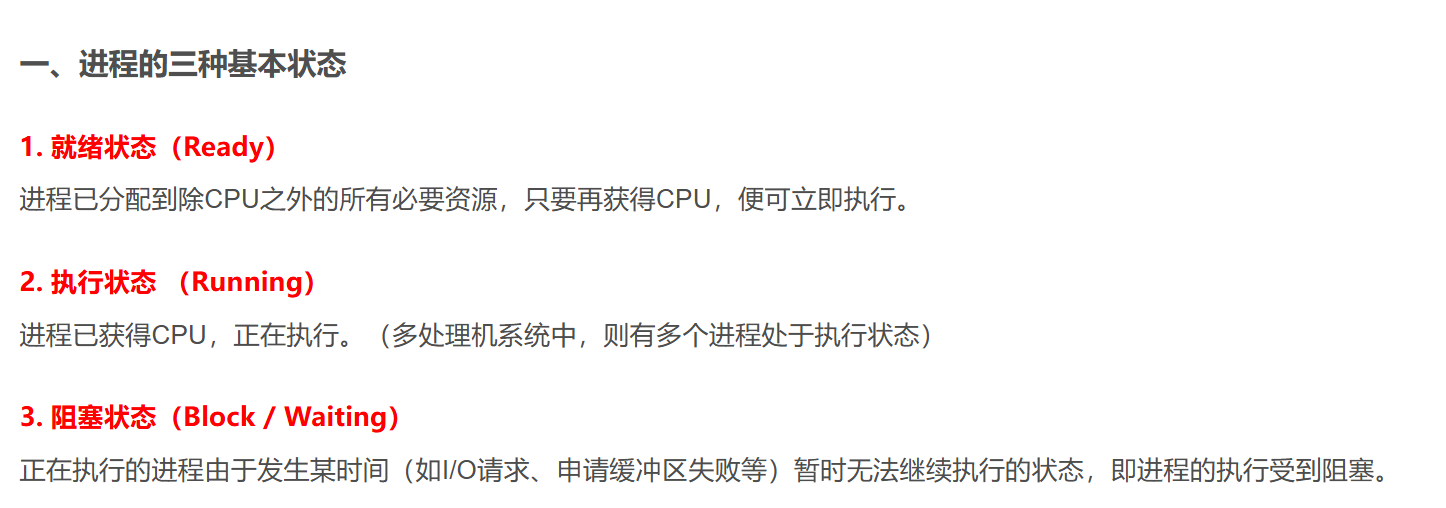 一、进程的三种基本状态
1. 就绪状态（Ready）
进程已分配到除CPU之外的所有必要资源，只要再获得CPU，便可立即执行。
2. 执行状态 （Running）
进程已获得CPU，正在执行。（多处理机系统中，则有多个进程处于执行状态）
3. 阻塞状态（Block / Waiting）
正在执行的进程由于发生某时间（如I/O请求、申请缓冲区失败等）暂时无法继续执行的状态，即进程的执行受到阻塞。